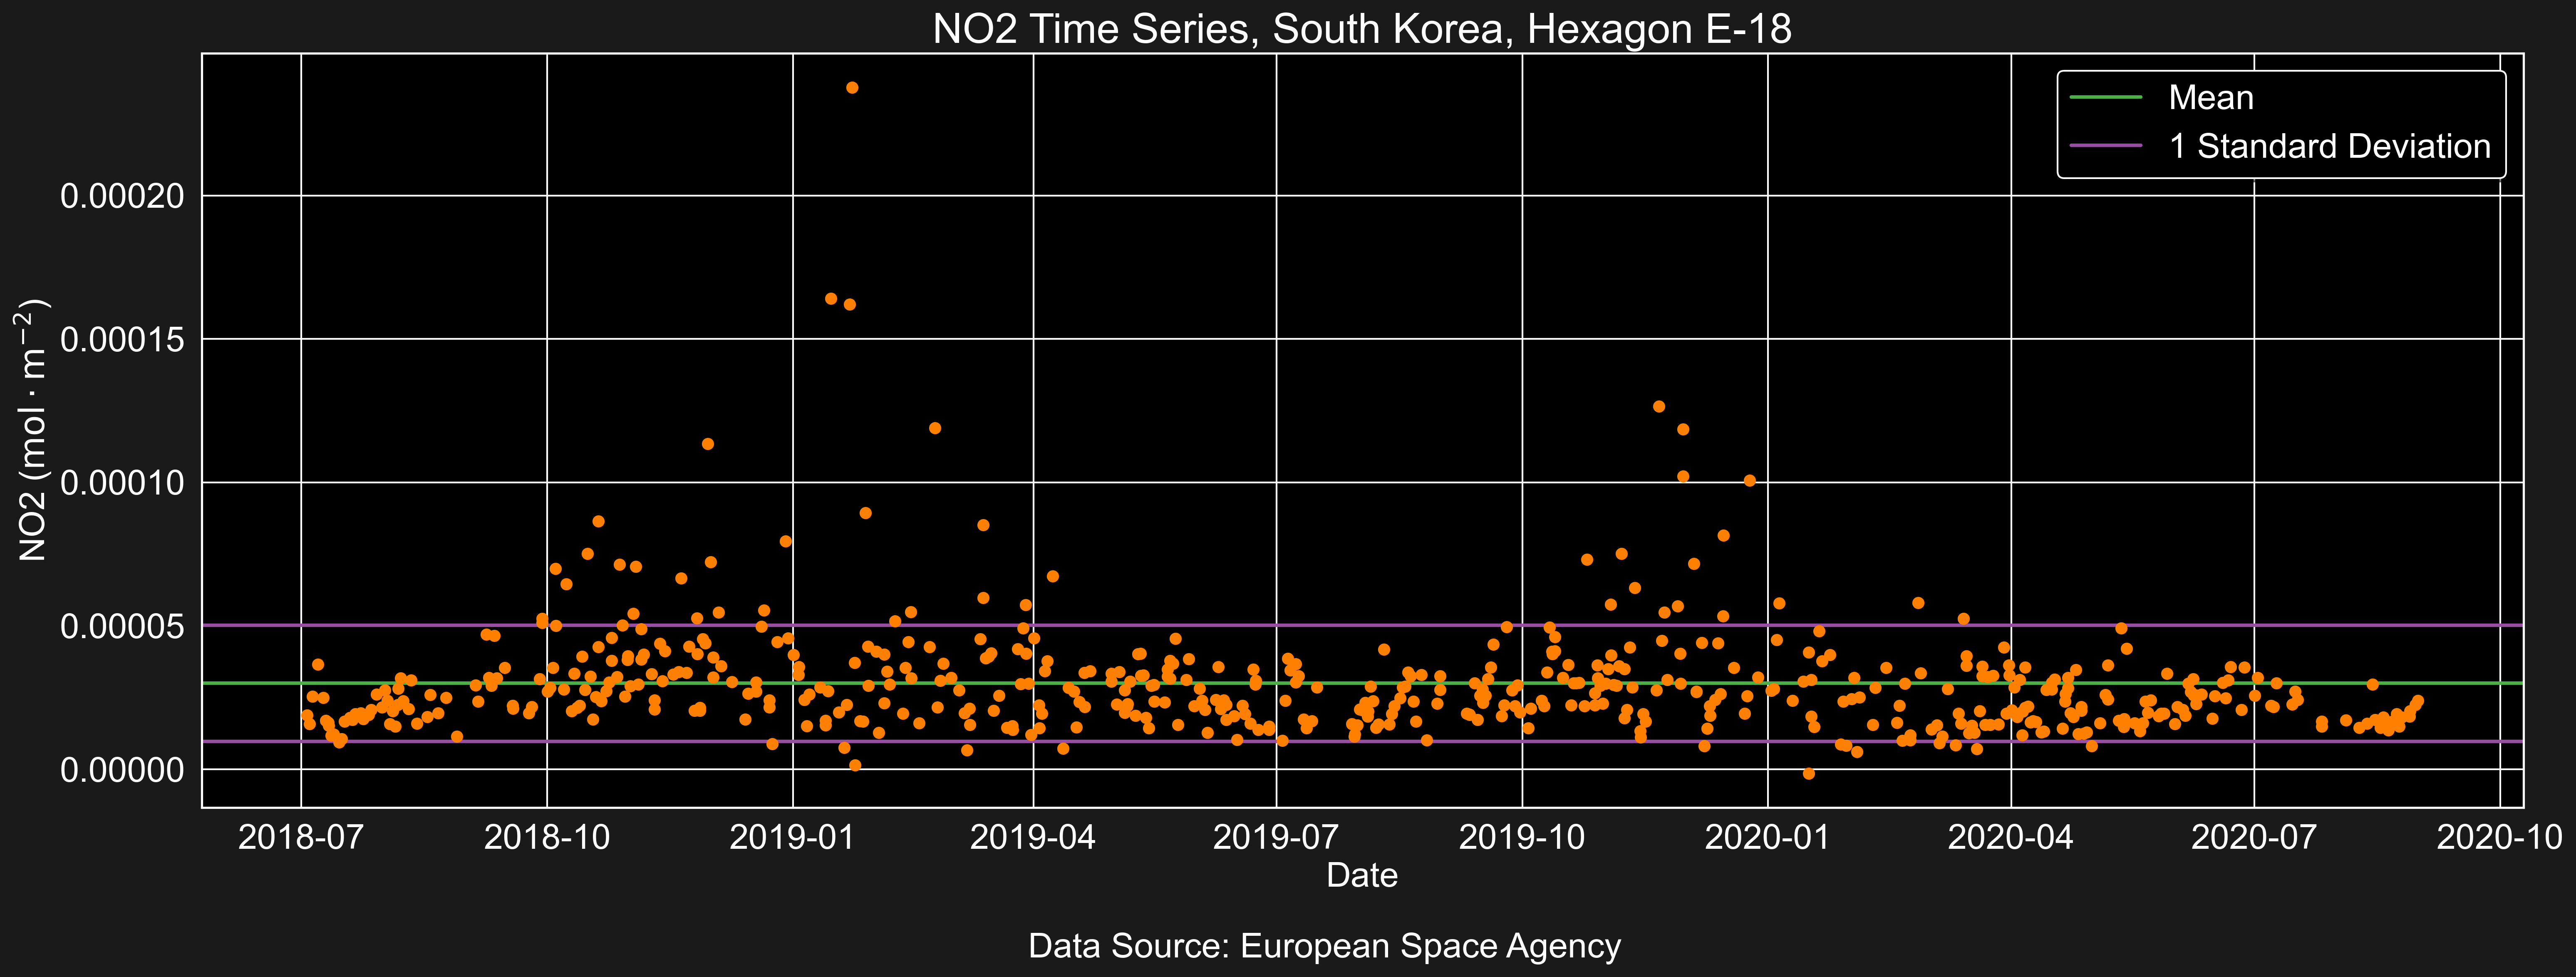 NO2 Time Series, South Korea, Hexagon E-18
Mean
1 Standard Deviation
NO2 (mol · m⁻²)
0.00020
0.00015
0.00010
0.00005
0.00000
2018-07 2018-10 2019-01 2019-04 2019-07 2019-10 2020-01 2020-04 2020-07 2020-10
Date
Data Source: European Space Agency